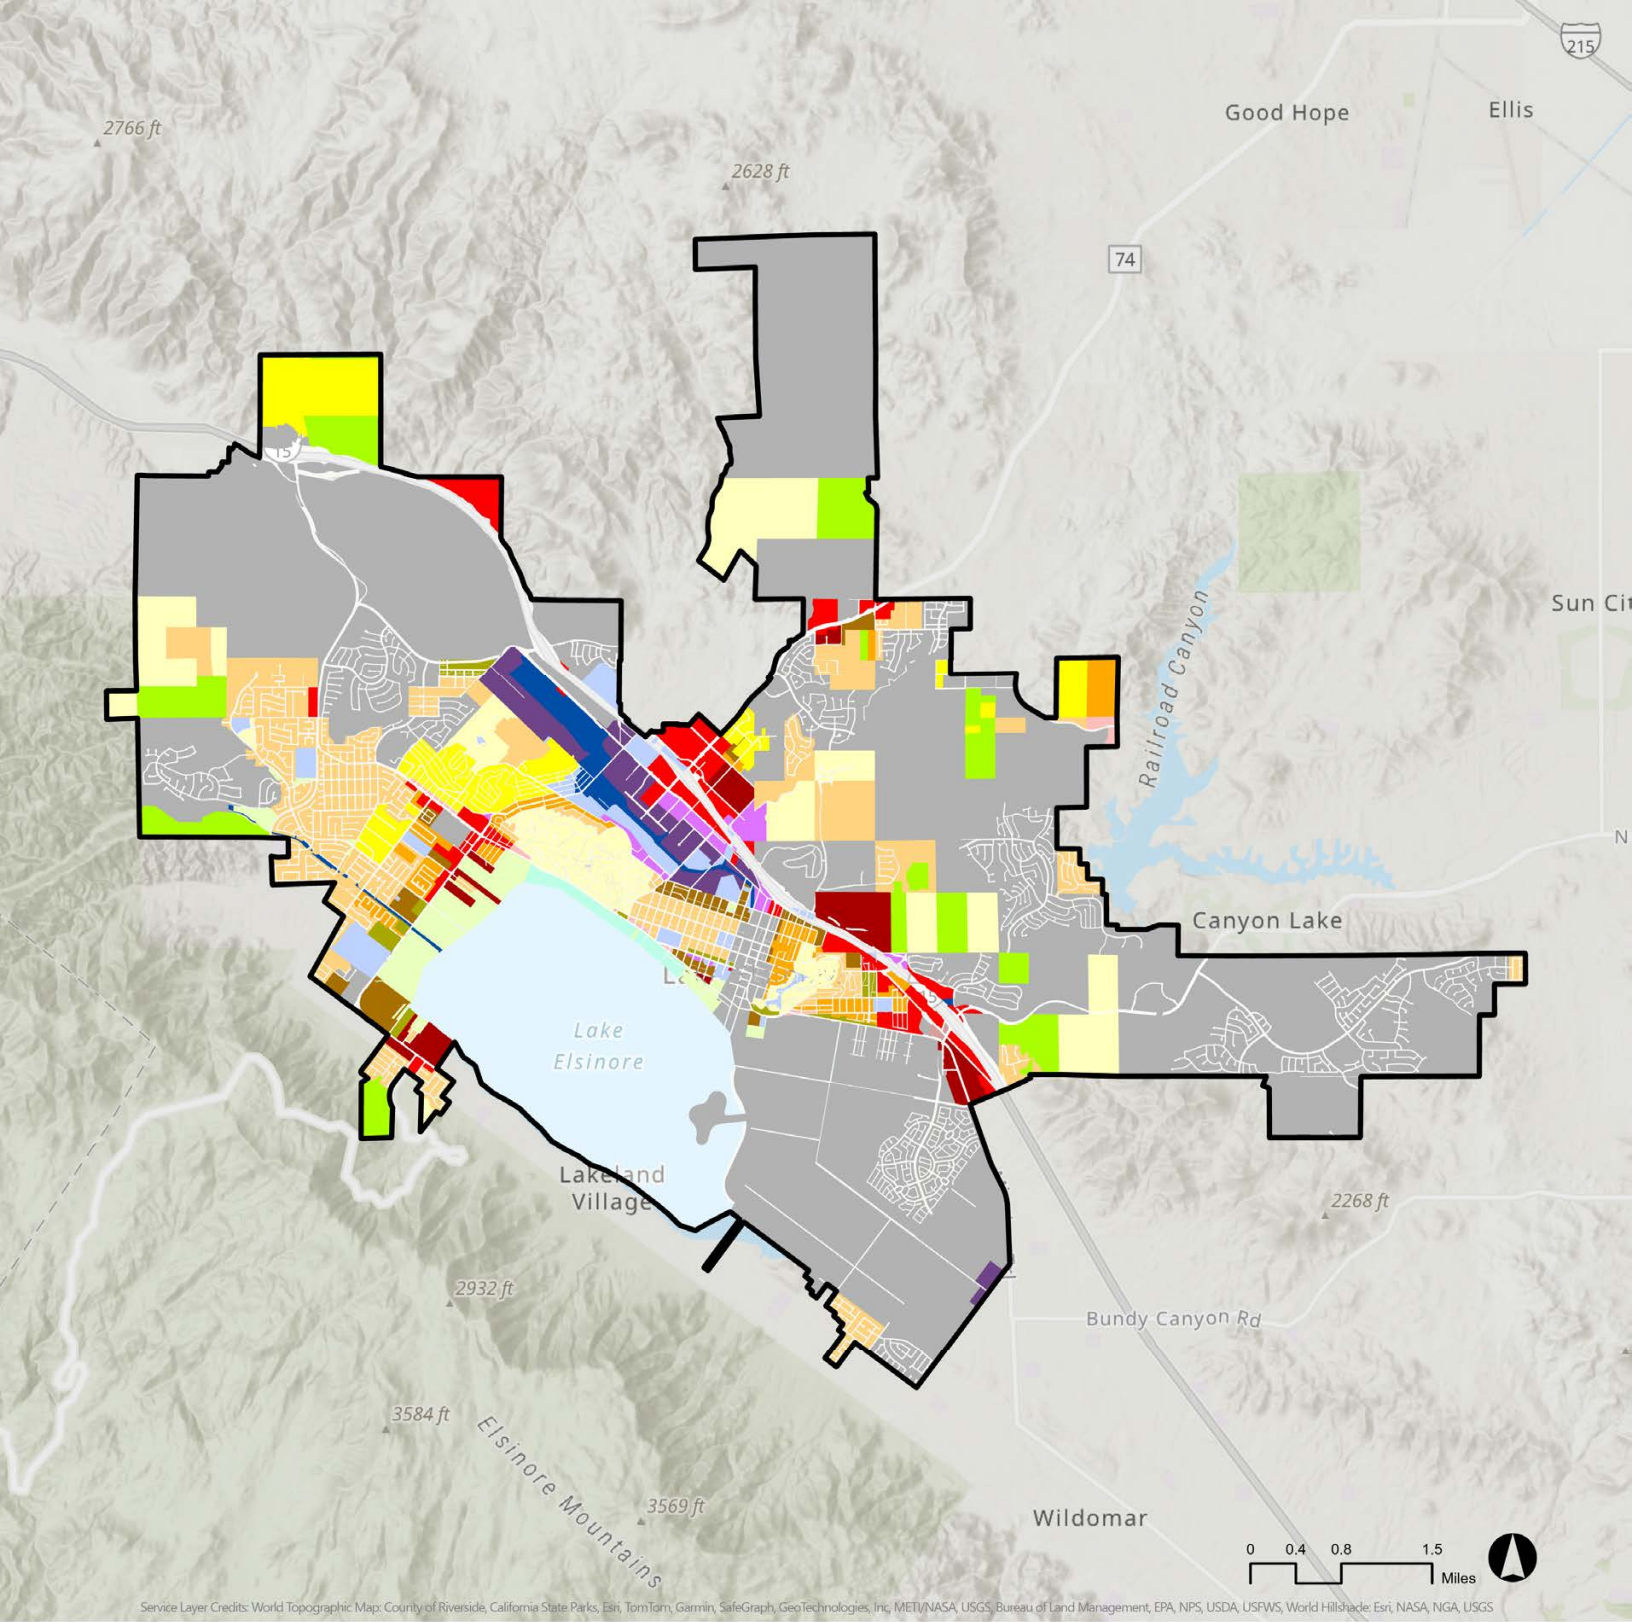 215
Good Hope
Ellis
2766 ft
2628 ft
74
15
Railroad Canyon
Sun Cit
N
Canyon Lake
La
15
Lake
Elsinore
Lakeland
Village
2268 ft
2932 ft
Bundy Canyon Rd
3584 ft
Elsinore Mountains
3569 ft
Wildomar
0 0.4 0.8 1.5
Miles
Service Layer Credits: World Topographic Map: County of Riverside, California State Parks, Esri, TomTom, Garmin, SafeGraph, GeoTechnologies, Inc, METI/NASA, USGS, Bureau of Land Management, EPA, NPS, USDA, USFWS, World Hillshade: Esri, NASA, NGA, USGS